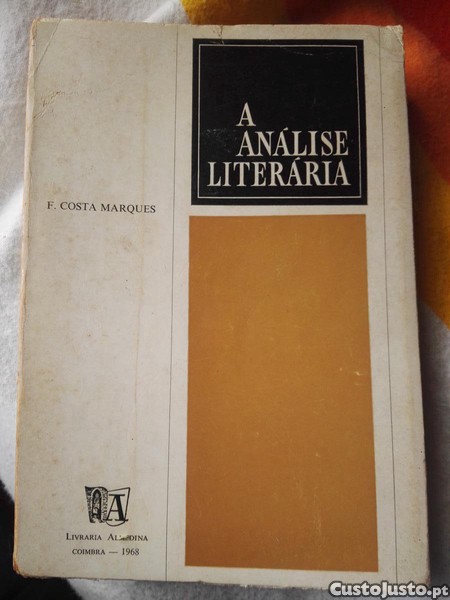 A
ANÁLISE
LITERÁRIA
F. COSTA MARQUES
LIVRARIA ALMEDINA
COIMBRA — 1968
CustoJusto.pt